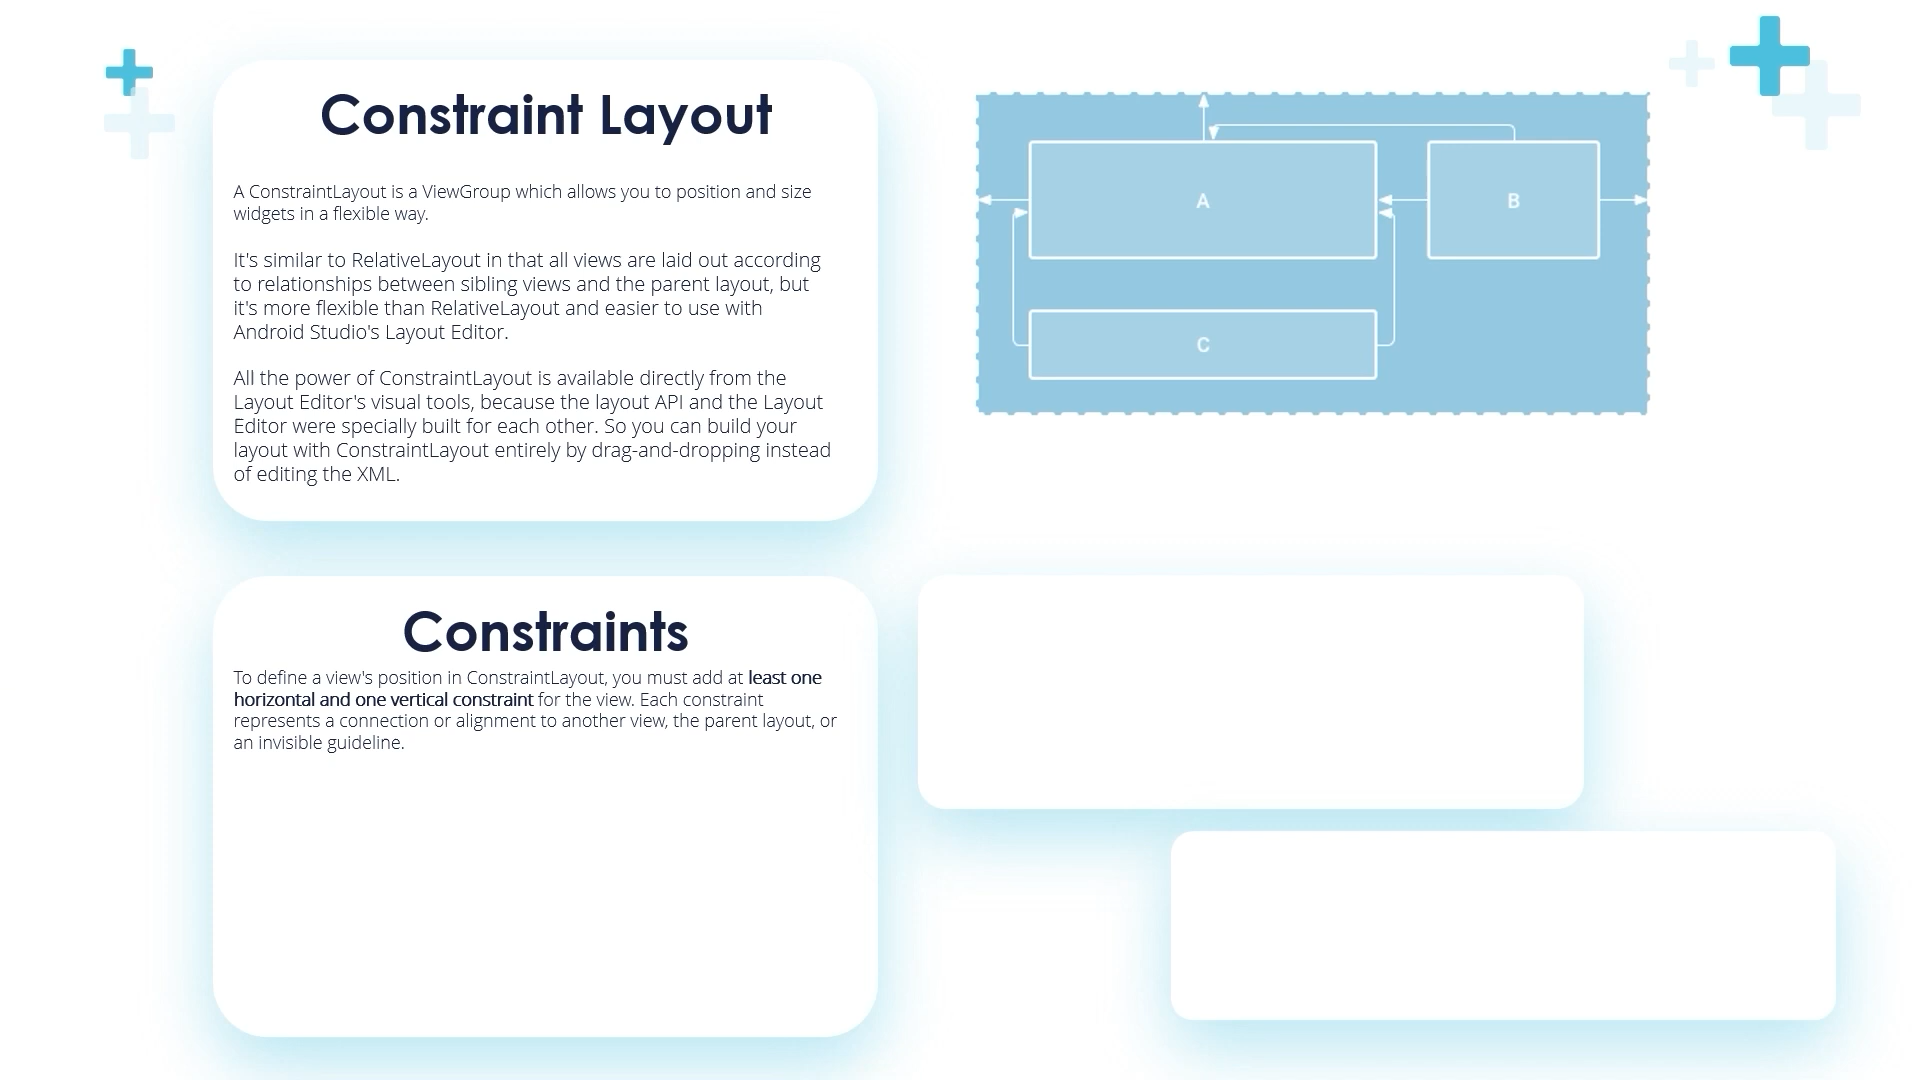 Constraint Layout
A ConstraintLayout is a ViewGroup which allows you to position and size
widgets in a flexible way.
It's similar to RelativeLayout in that all views are laid out according
to relationships between sibling views and the parent layout, but
it's more flexible than RelativeLayout and easier to use with
Android Studio's Layout Editor.
All the power of ConstraintLayout is available directly from the
Layout Editor's visual tools, because the layout API and the Layout
Editor were specially built for each other. So you can build your
layout with ConstraintLayout entirely by drag-and-dropping instead
of editing the XML.
A
B
C
Constraints
To define a view's position in ConstraintLayout, you must add at least one
horizontal and one vertical constraint for the view. Each constraint
represents a connection or alignment to another view, the parent layout, or
an invisible guideline.